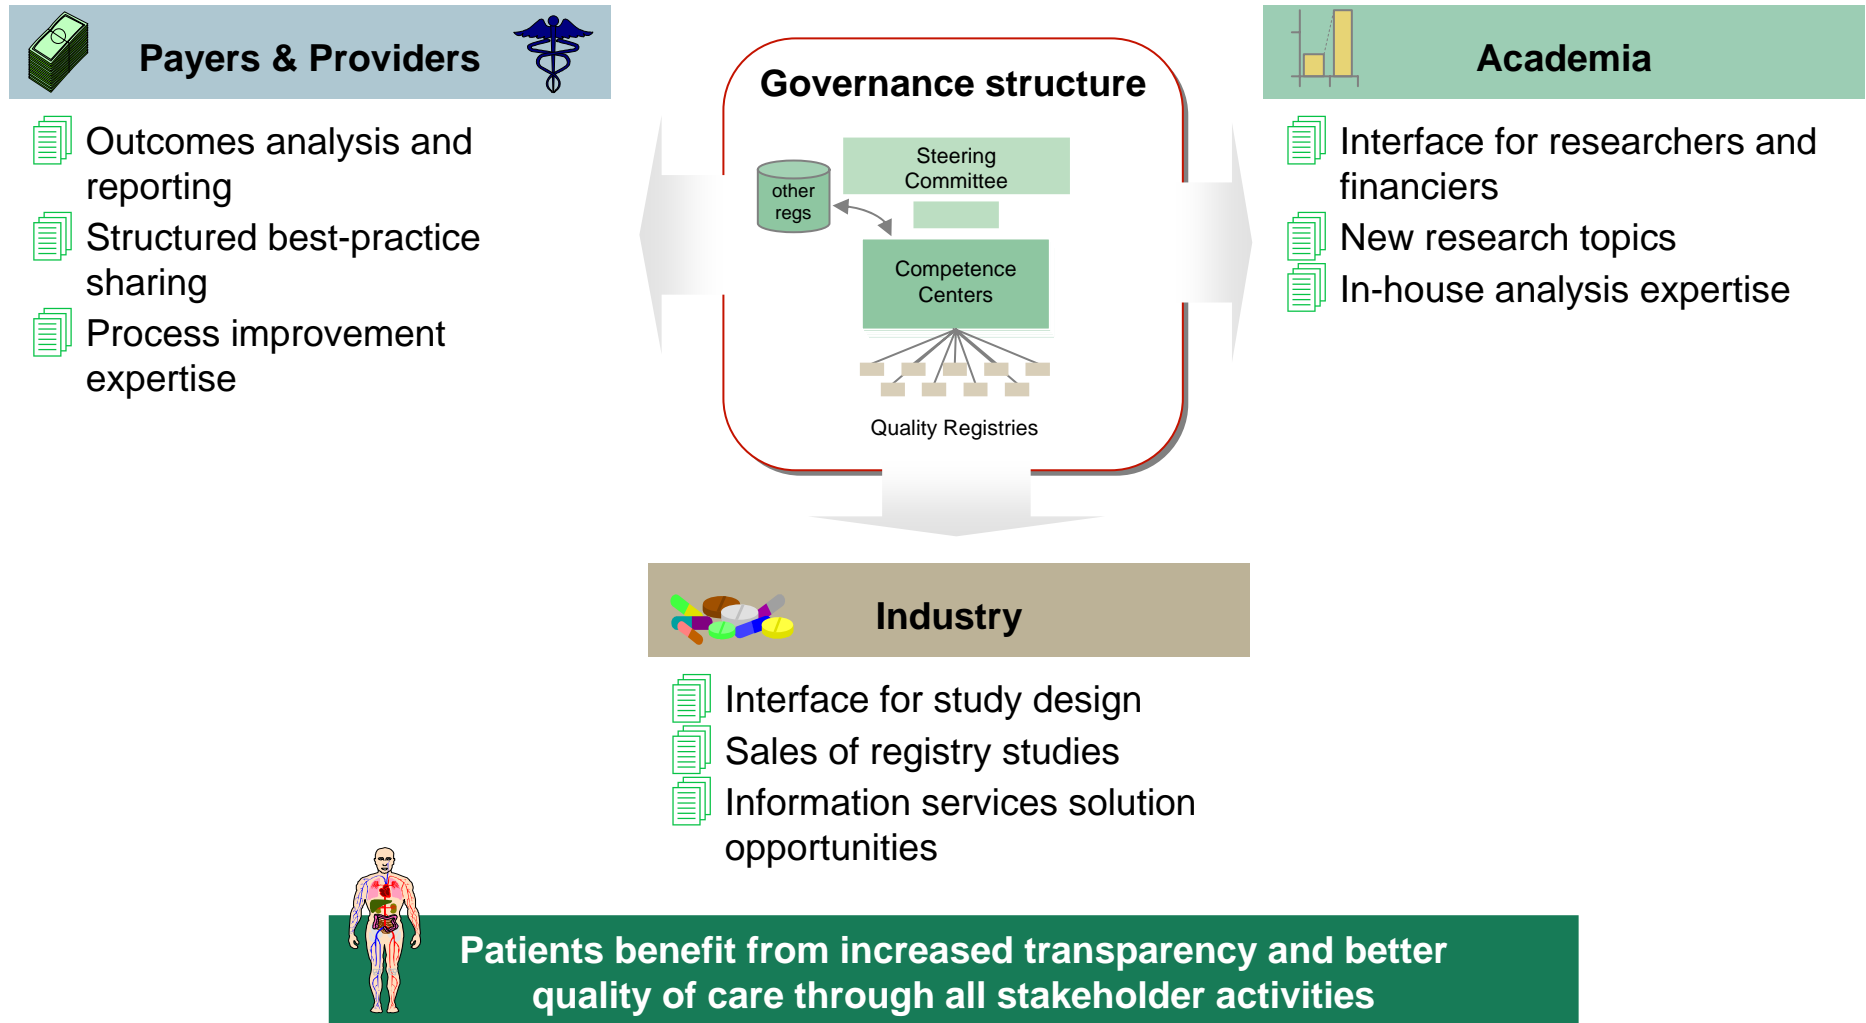 Payers & Providers
Outcomes analysis and
reporting
Structured best-practice
sharing
Process improvement
expertise
Governance structure
Steering
Committee
other
regs
Competence
Centers
Quality Registries
Academia
Interface for researchers and
financiers
New research topics
In-house analysis expertise
Industry
Interface for study design
Sales of registry studies
Information services solution
opportunities
Patients benefit from increased transparency and better
quality of care through all stakeholder activities